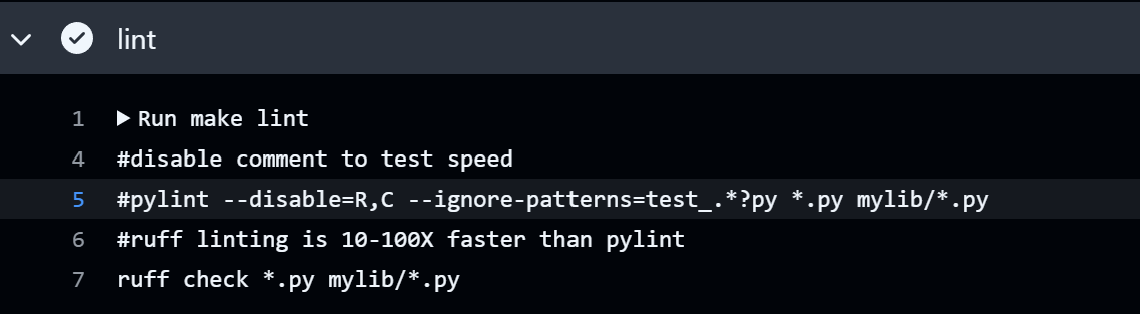 lint
1 Run make lint
4 #disable comment to test speed
5 #pylint --disable=R,C --ignore-patterns=test_.*?py *.py mylib/*.py
6 #ruff linting is 10-100X faster than pylint
7 ruff check *.py mylib/*.py